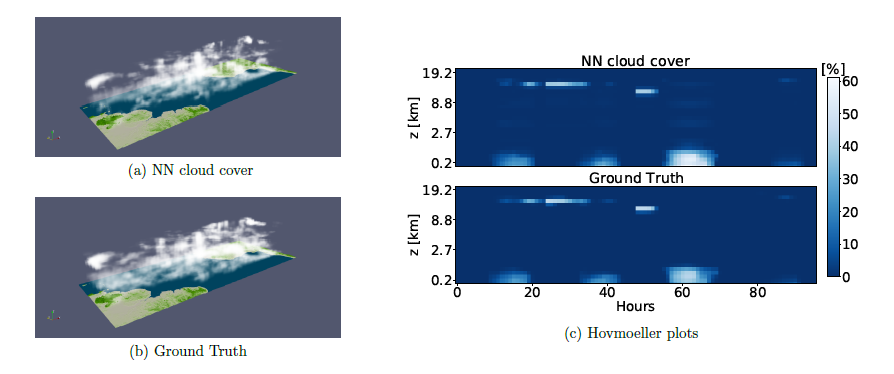 (a) NN cloud cover
(b) Ground Truth
NN cloud cover
[%]
19.2
8.8
2.7
0.2
z [km]
60
50
40
30
20
10
0
Ground Truth
19.2
8.8
2.7
0.2
z [km]
0 20 40 60 80
Hours
(c) Hovmoeller plots